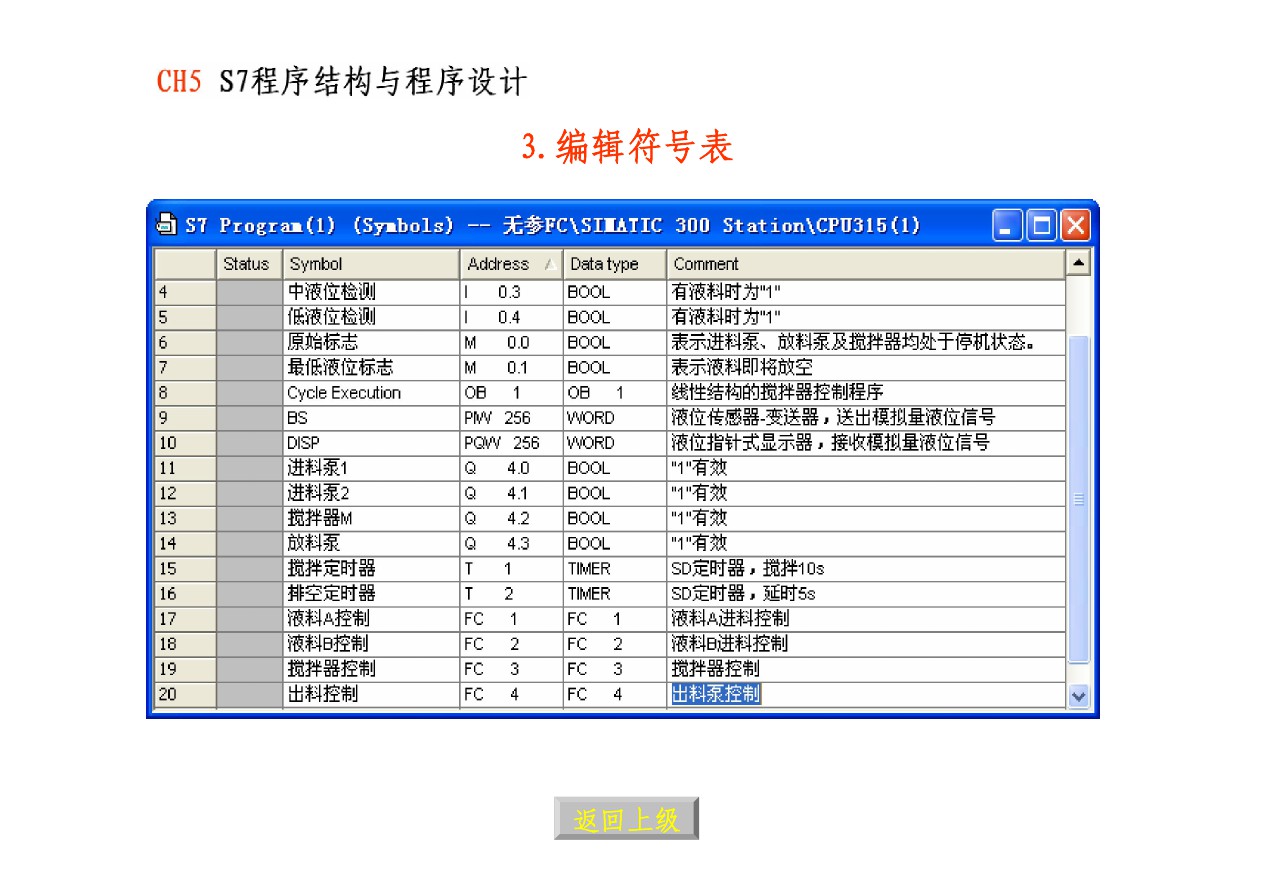 CH5 S7程序结构与程序设计
3.编辑符号表
S7 Program(1) (Symbols) -- 无参FC\SIMATIC 300 Station\CPU315(1)
Status Symbol Address Data type Comment
4 中液位检测 I 0.3 BOOL 有液料时为"1"
5 低液位检测 I 0.4 BOOL 有液料时为"1"
6 原始标志 M 0.0 BOOL 表示进料泵、放料泵及搅拌器均处于停机状态。
7 最低液位标志 M 0.1 BOOL 表示液料即将放空
8 Cycle Execution OB 1 OB 1 线性结构的搅拌器控制程序
9 BS PIW 256 WORD 液位传感器-变送器，送出模拟量液位信号
10 DISP PQW 256 WORD 液位指针式显示器，接收模拟量液位信号
11 进料泵1 Q 4.0 BOOL "1"有效
12 进料泵2 Q 4.1 BOOL "1"有效
13 搅拌器M Q 4.2 BOOL "1"有效
14 放料泵 Q 4.3 BOOL "1"有效
15 搅拌定时器 T 1 TIMER SD定时器，搅拌10s
16 排空定时器 T 2 TIMER SD定时器，延时5s
17 液料A控制 FC 1 FC 1 液料A进料控制
18 液料B控制 FC 2 FC 2 液料B进料控制
19 搅拌器控制 FC 3 FC 3 搅拌器控制
20 出料控制 FC 4 FC 4 出料泵控制
返回上级